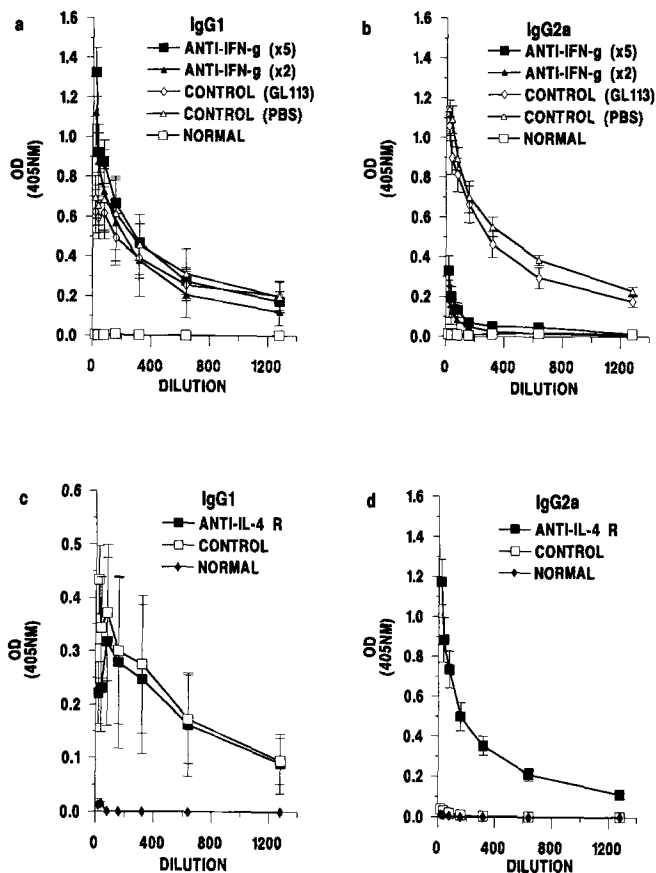 a
IgG1
1.6
1.4
1.2
1.0
0.8
0.6
0.4
0.2
0.0
OD
(405NM)
ANTI-IFN-g (x5)
ANTI-IFN-g (x2)
CONTROL (GL113)
CONTROL (PBS)
NORMAL
0 400 800 1200
DILUTION
b
IgG2a
1.6
1.4
1.2
1.0
0.8
0.6
0.4
0.2
0.0
OD
(405NM)
ANTI-IFN-g (x5)
ANTI-IFN-g (x2)
CONTROL (GL113)
CONTROL (PBS)
NORMAL
0 400 800 1200
DILUTION
c
IgG1
0.6
0.5
0.4
0.3
0.2
0.1
0.0
OD
(405NM)
ANTI-IL-4 R
CONTROL
NORMAL
0 400 800 1200
DILUTION
d
IgG2a
1.6
1.4
1.2
1.0
0.8
0.6
0.4
0.2
0.0
OD
(405NM)
ANTI-IL-4 R
CONTROL
NORMAL
0 400 800 1200
DILUTION